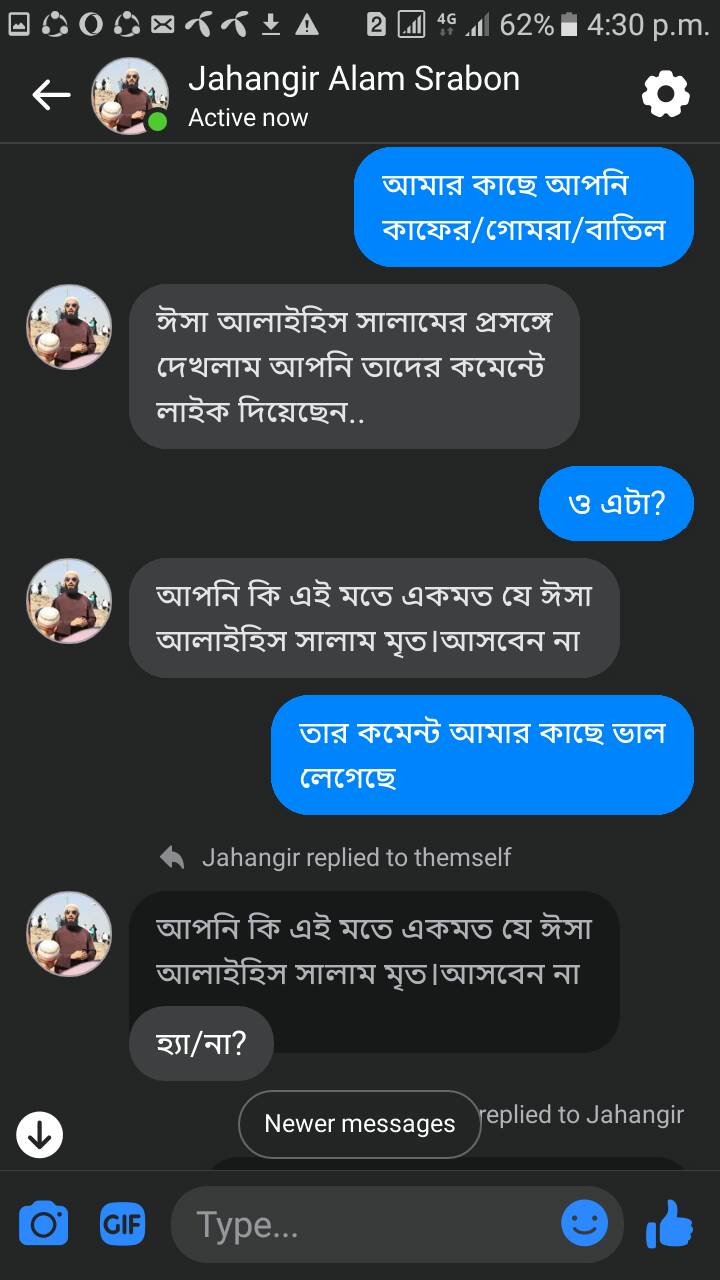 2 4G 62% 4:30 p.m.
Jahangir Alam Srabon
Active now
আমার কাছে আপনি
কাফের/গোমরা/বাতিল
ঈসা আলাইহিস সালামের প্রসঙ্গে
দেখলাম আপনি তাদের কমেন্টে
লাইক দিয়েছেন..
ও এটা?
আপনি কি এই মতে একমত যে ঈসা
আলাইহিস সালাম মৃত।আসবেন না
তার কমেন্ট আমার কাছে ভাল
লেগেছে
Jahangir replied to themself
আপনি কি এই মতে একমত যে ঈসা
আলাইহিস সালাম মৃত।আসবেন না
হ্যা/না?
replied to Jahangir
Newer messages
GIF
Type...